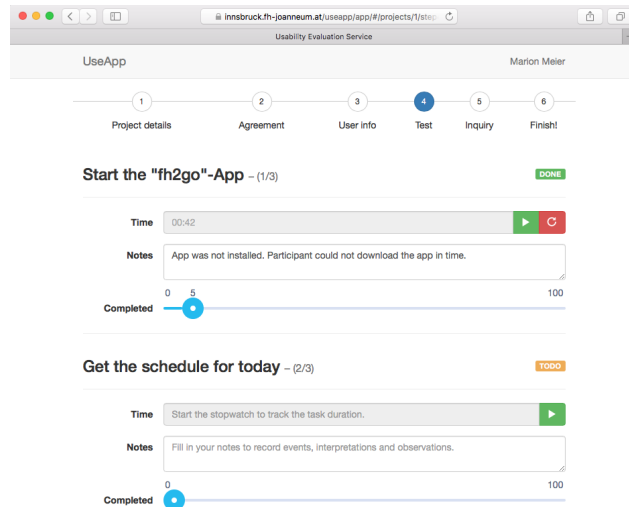 innsbruck.fh-joanneum.at/useapp/app/#/projects/1/step
Usability Evaluation Service
UseApp Marion Meier
1 2 3 4 5 6
Project details Agreement User info Test Inquiry Finish!
Start the "fh2go"-App – (1/3) DONE
Time 00:42
Notes App was not installed. Participant could not download the app in time.
0 5 100
Completed
Get the schedule for today – (2/3) TODO
Time Start the stopwatch to track the task duration.
Notes Fill in your notes to record events, interpretations and observations.
0 100
Completed